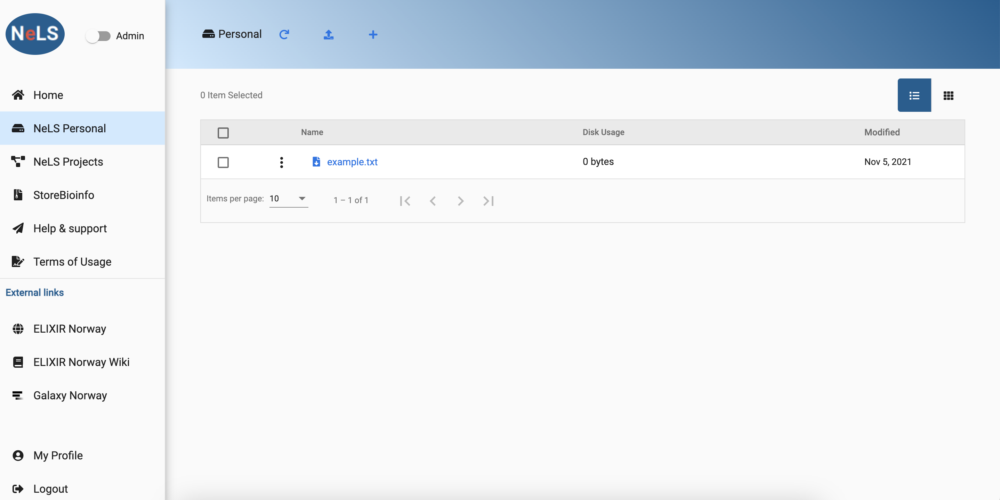 NeLS
Admin
Home
NeLS Personal
NeLS Projects
StoreBioinfo
Help & support
Terms of Usage
External links
ELIXIR Norway
ELIXIR Norway Wiki
Galaxy Norway
My Profile
Logout
Personal
0 Item Selected
Name Disk Usage Modified
example.txt 0 bytes Nov 5, 2021
Items per page: 10 1 – 1 of 1